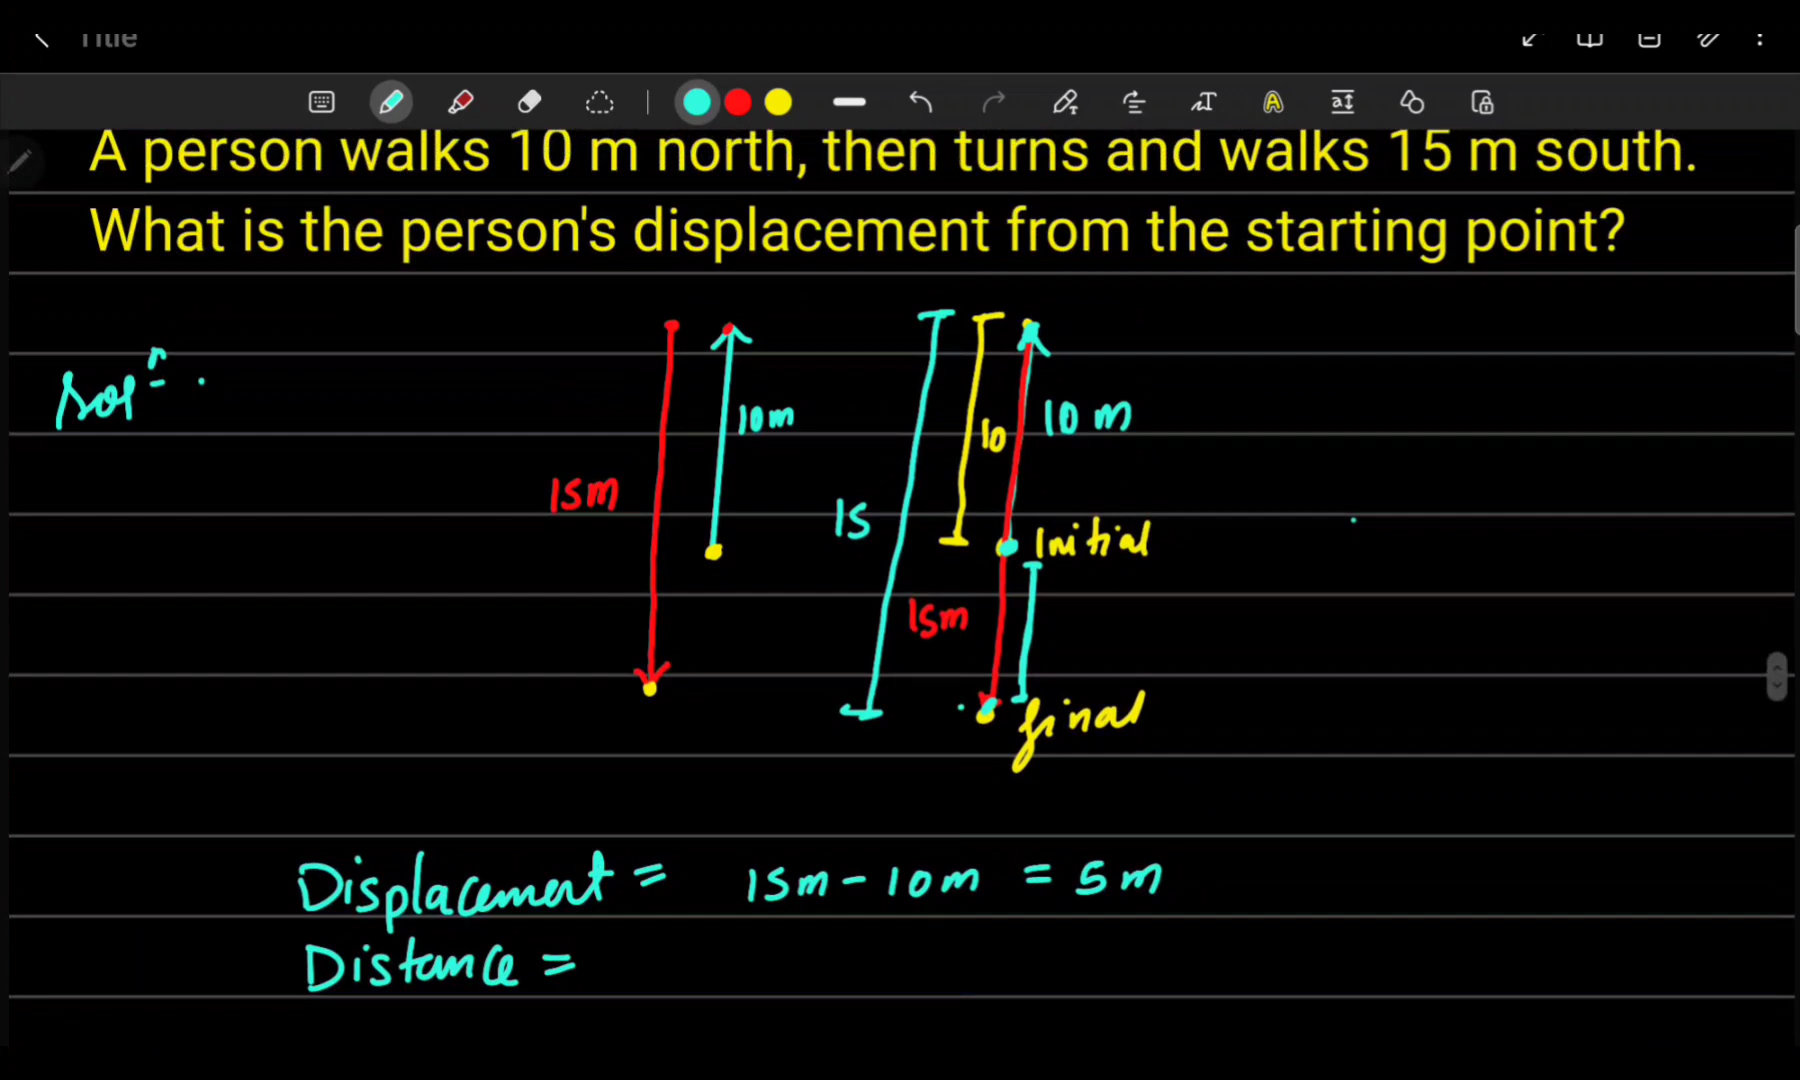 Title
A person walks 10 m north, then turns and walks 15 m south.
What is the person's displacement from the starting point?
Solⁿ
10m
15m
15
10
10 m
Initial
15m
final
Displacement = 15m - 10m = 5m
Distance =